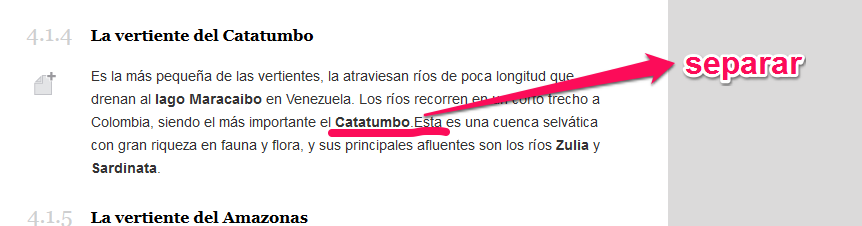 4.1.4 La vertiente del Catatumbo
Es la más pequeña de las vertientes, la atraviesan ríos de poca longitud que
drenan al lago Maracaibo en Venezuela. Los ríos recorren en un corto trecho a
separar
Colombia, siendo el más importante el Catatumbo.Esta es una cuenca selvática
con gran riqueza en fauna y flora, y sus principales afluentes son los ríos Zulia y
Sardinata.
4.1.5 La vertiente del Amazonas